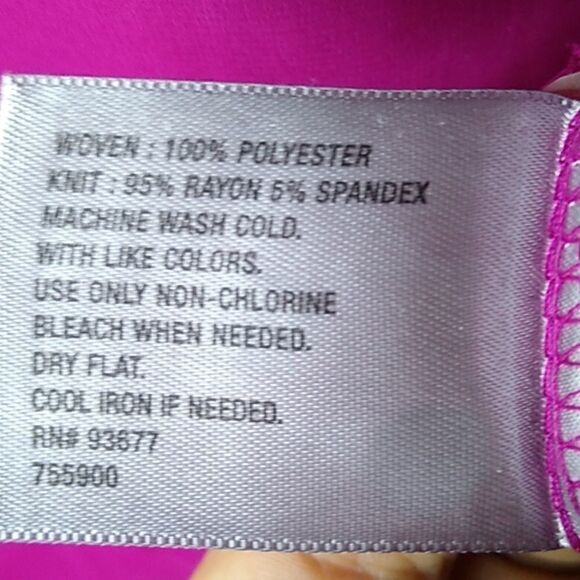 WOVEN : 100% POLYESTER
KNIT : 95% RAYON 5% SPANDEX
MACHINE WASH COLD.
WITH LIKE COLORS.
USE ONLY NON-CHLORINE
BLEACH WHEN NEEDED.
DRY FLAT.
COOL IRON IF NEEDED.
RN# 93677
755900